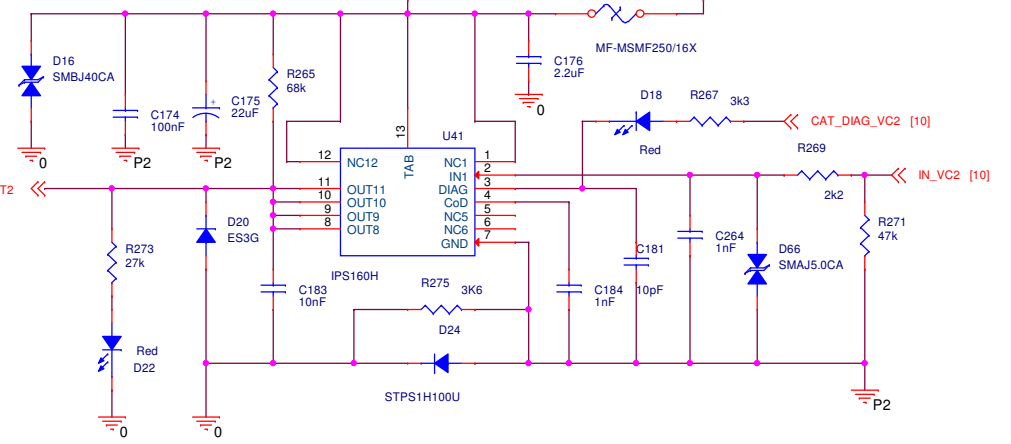 MF-MSMF250/16X
D16
SMBJ40CA
R265
68k
C174
100nF
+
C175
22uF
C176
2.2uF
0
D18
R267
3k3
CAT_DIAG_VC2 [10]
Red
R269
2k2
IN_VC2 [10]
0
P2
P2
13
U41
TAB
12
NC12
NC1
1
IN1
2
T2
11
OUT11
DIAG
3
10
OUT10
CoD
4
9
OUT9
NC5
5
8
OUT8
NC6
6
GND
7
IPS160H
D20
ES3G
R273
27k
C183
10nF
R275
3K6
D24
STPS1H100U
C184
1nF
C181
10pF
C264
1nF
D66
SMAJ5.0CA
R271
47k
Red
D22
0
0
P2